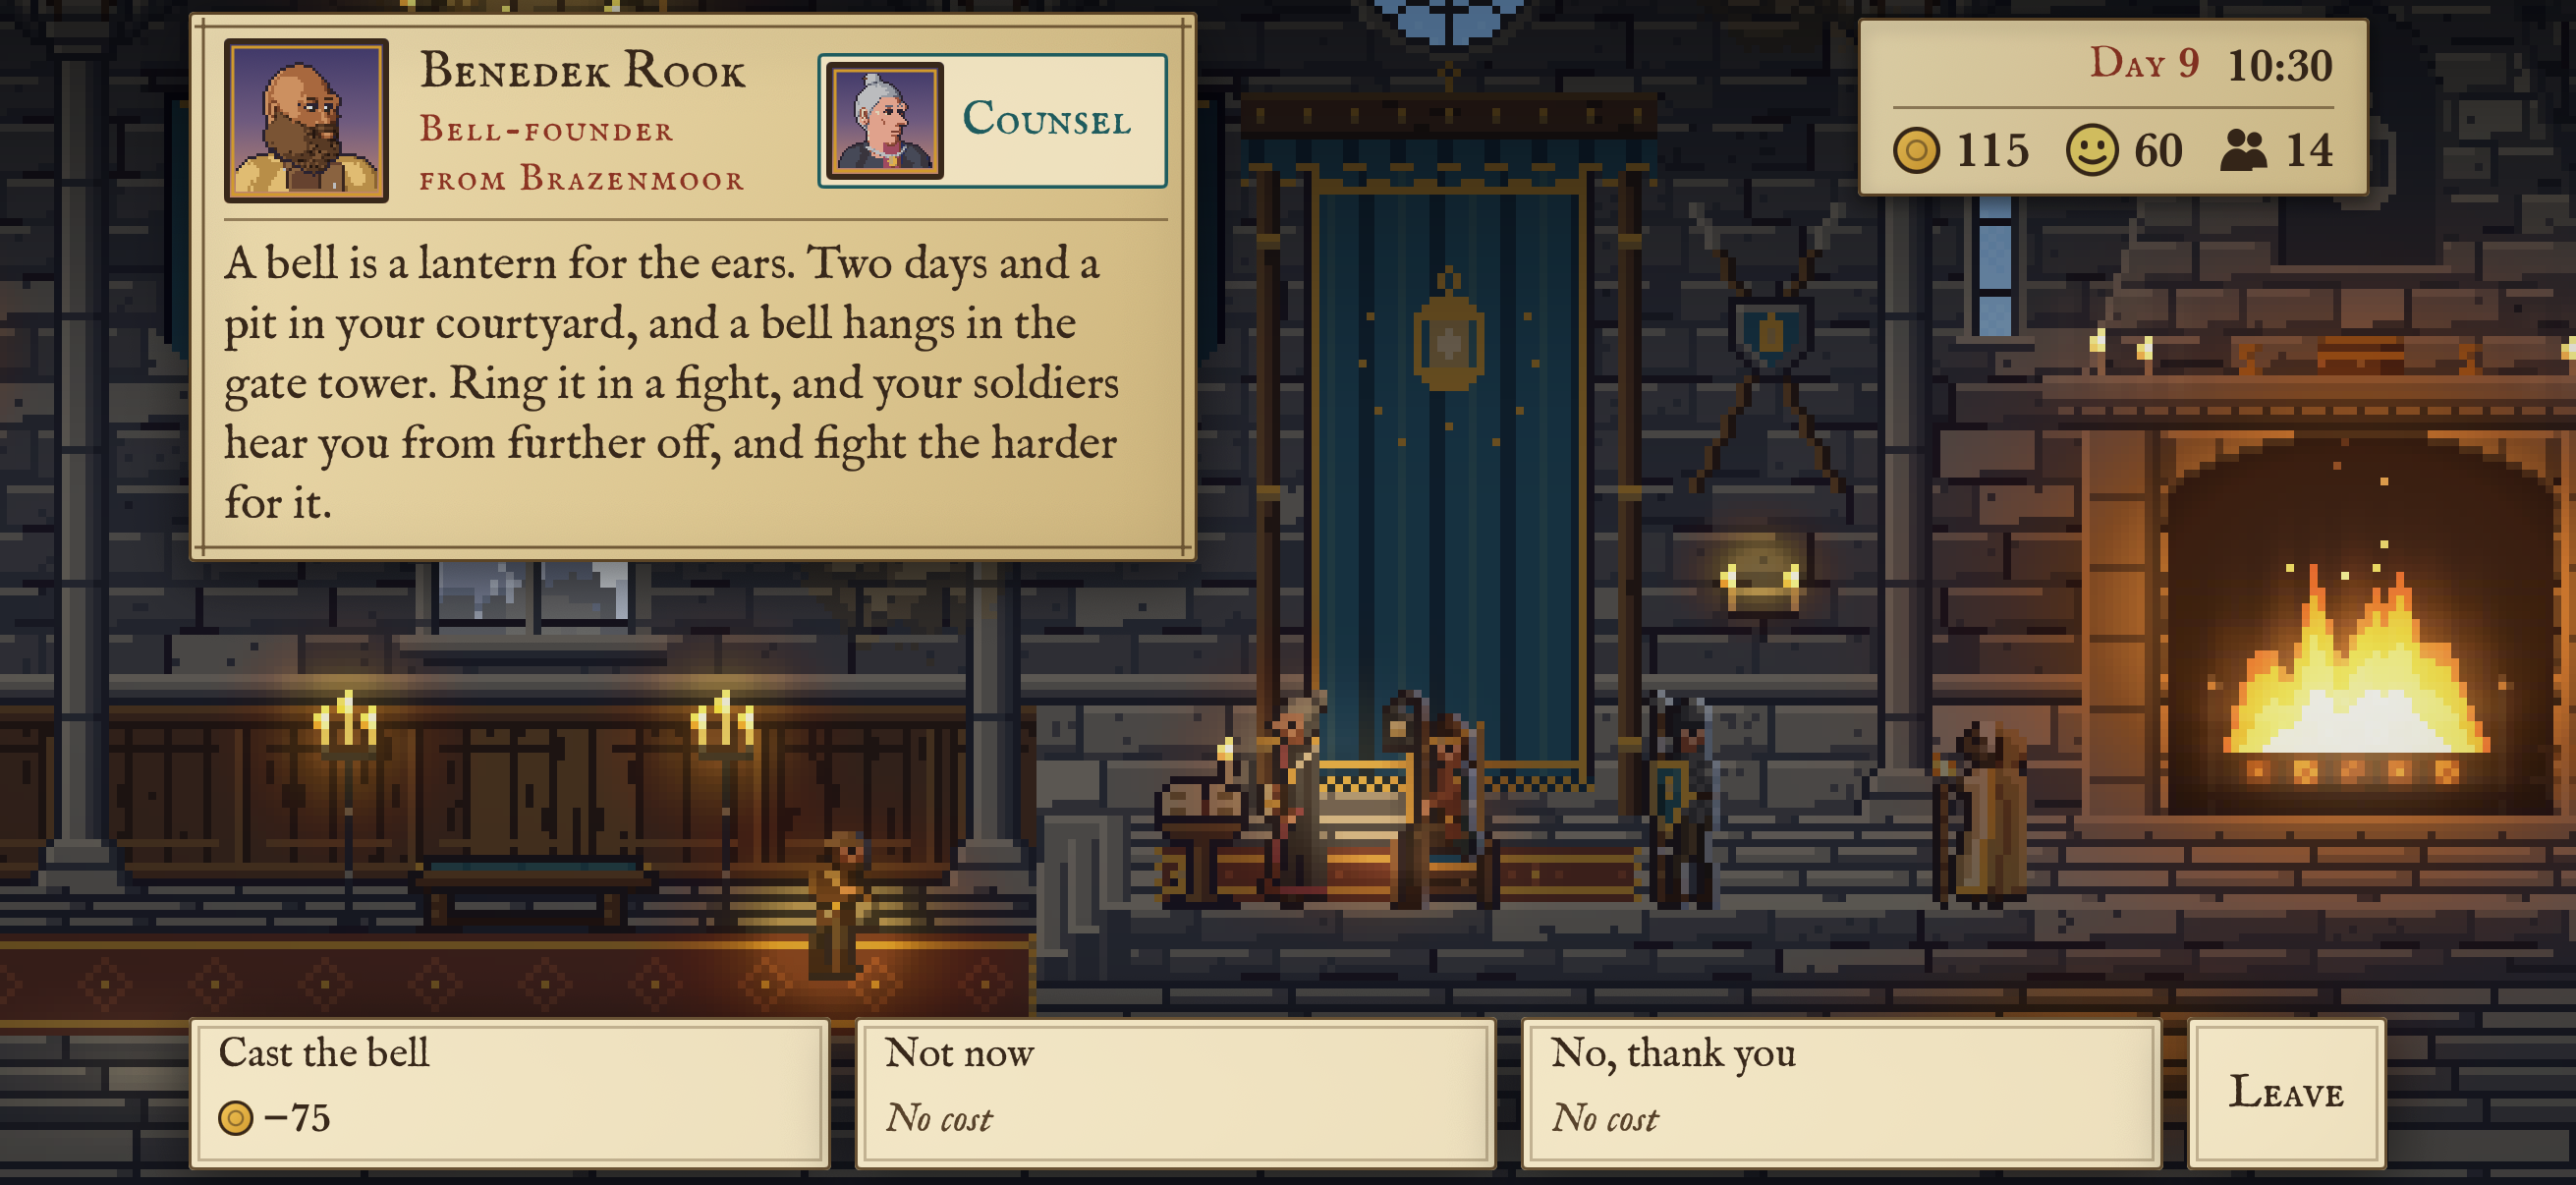 Benedek Rook
Bell-founder
from Brazenmoor
Counsel
A bell is a lantern for the ears. Two days and a
pit in your courtyard, and a bell hangs in the
gate tower. Ring it in a fight, and your soldiers
hear you from further off, and fight the harder
for it.
Day 9 10:30
115 60 14
Cast the bell
−75
Not now
No cost
No, thank you
No cost
Leave